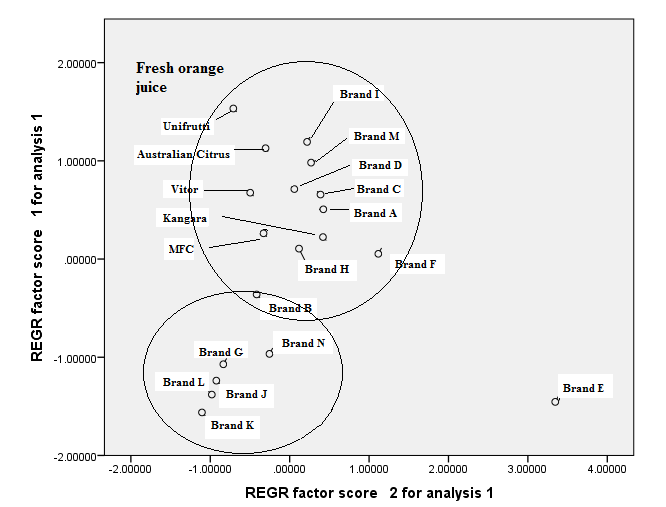 Fresh orange
juice
Unifrutti
Australian Citrus
Vitor
Kangara
MFC
Brand I
Brand M
Brand D
Brand C
Brand A
Brand H
Brand F
Brand B
Brand N
Brand G
Brand L
Brand J
Brand K
Brand E
2.00000
1.00000
.00000
-1.00000
-2.00000
REGR factor score 1 for analysis 1
-2.00000 -1.00000 .00000 1.00000 2.00000 3.00000 4.00000
REGR factor score 2 for analysis 1